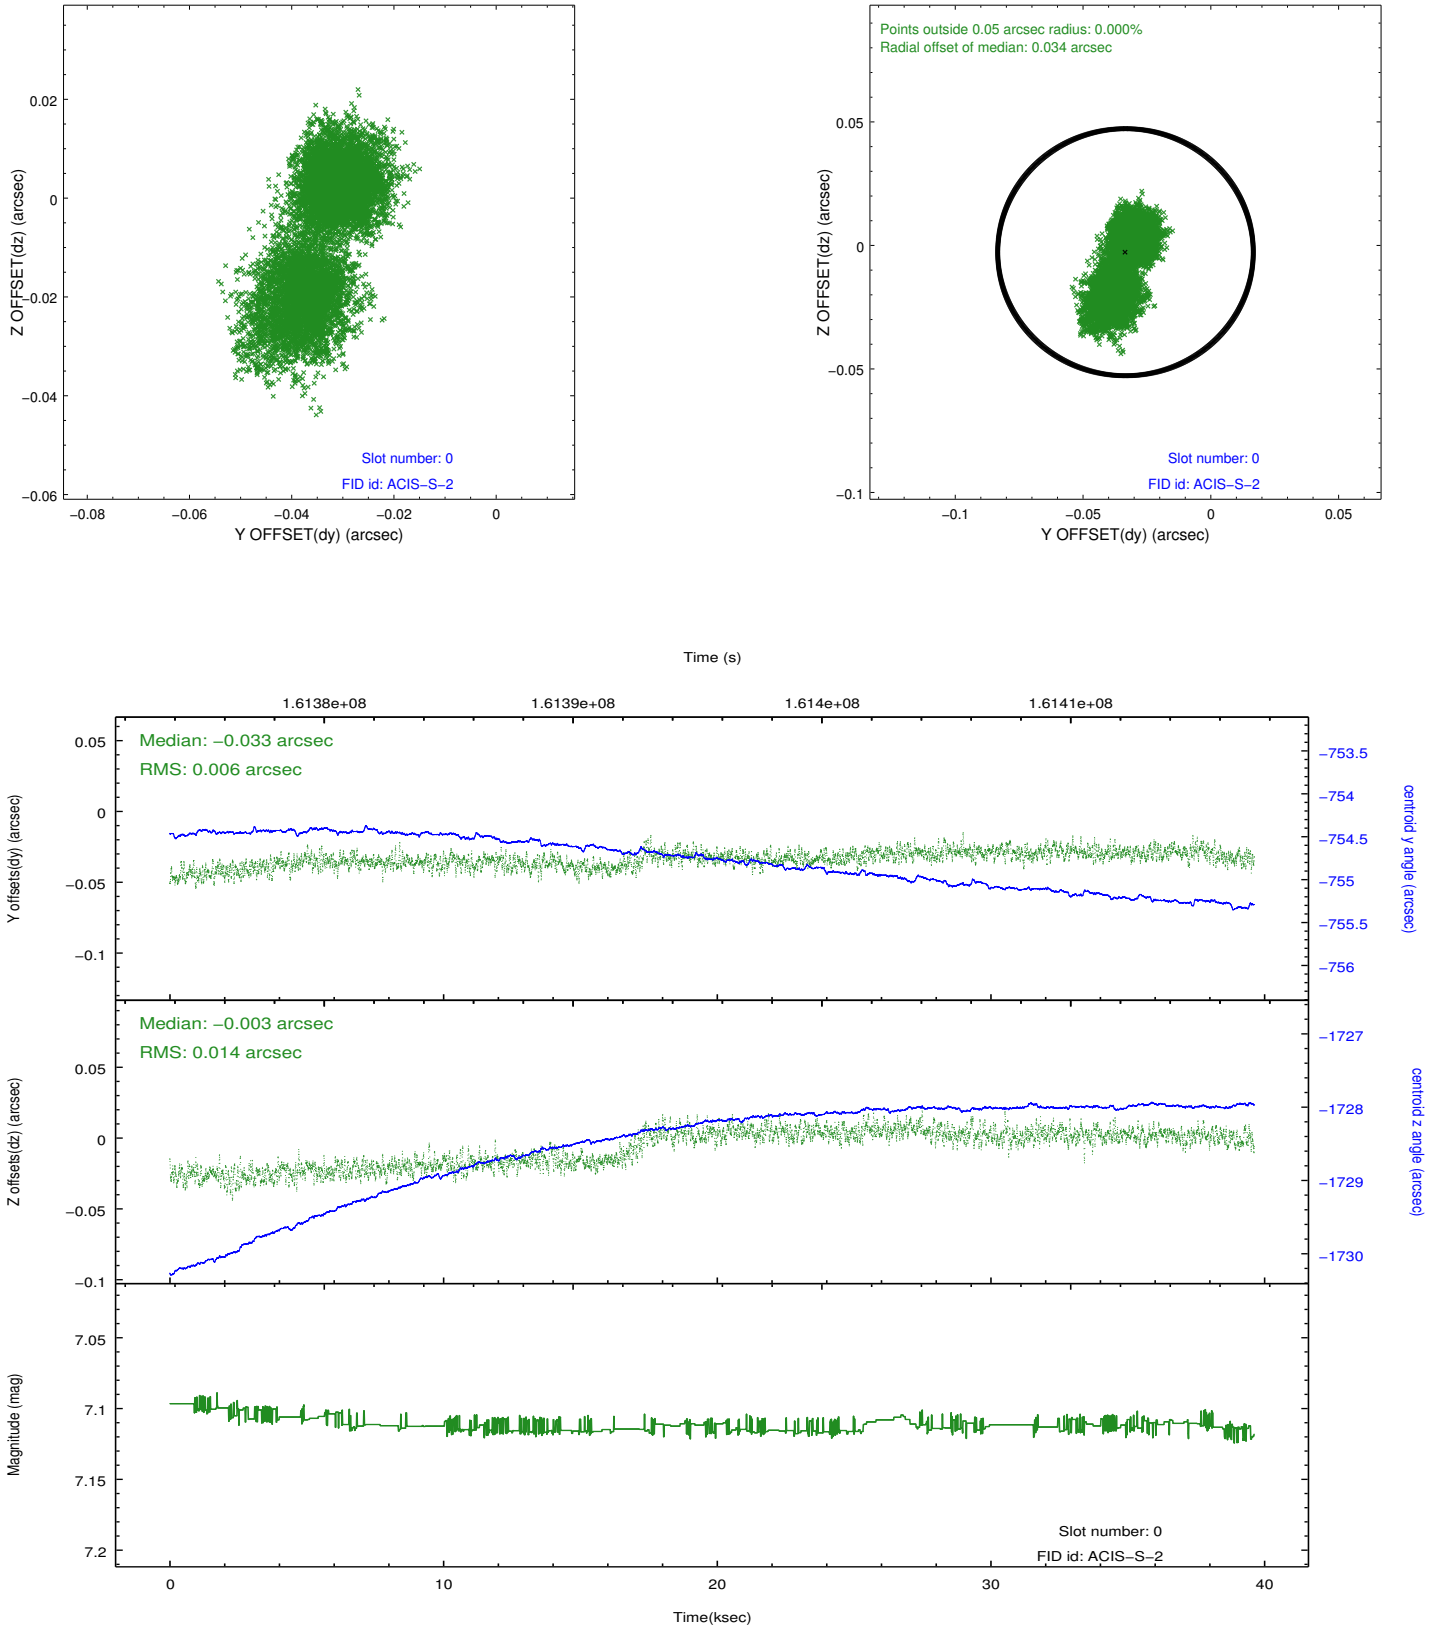 0.02
0
−0.02
−0.04
−0.06
Z OFFSET(dz) (arcsec)
−0.08
−0.06
−0.04
−0.02
0
Y OFFSET(dy) (arcsec)
Slot number: 0
FID id: ACIS−S−2
Points outside 0.05 arcsec radius: 0.000%
Radial offset of median: 0.034 arcsec
0.05
0
−0.05
−0.1
Z OFFSET(dz) (arcsec)
−0.1
−0.05
0
0.05
Y OFFSET(dy) (arcsec)
Slot number: 0
FID id: ACIS−S−2
Time (s)
1.6138e+08
1.6139e+08
1.614e+08
1.6141e+08
Median: −0.033 arcsec
RMS: 0.006 arcsec
0.05
0
−0.05
−0.1
Y offsets(dy) (arcsec)
−753.5
−754
−754.5
−755
−755.5
−756
centroid y angle (arcsec)
Median: −0.003 arcsec
RMS: 0.014 arcsec
0.05
0
−0.05
−0.1
Z offsets(dz) (arcsec)
−1727
−1728
−1729
−1730
centroid z angle (arcsec)
7.05
7.1
7.15
7.2
Magnitude (mag)
Slot number: 0
FID id: ACIS−S−2
0
10
20
30
40
Time(ksec)